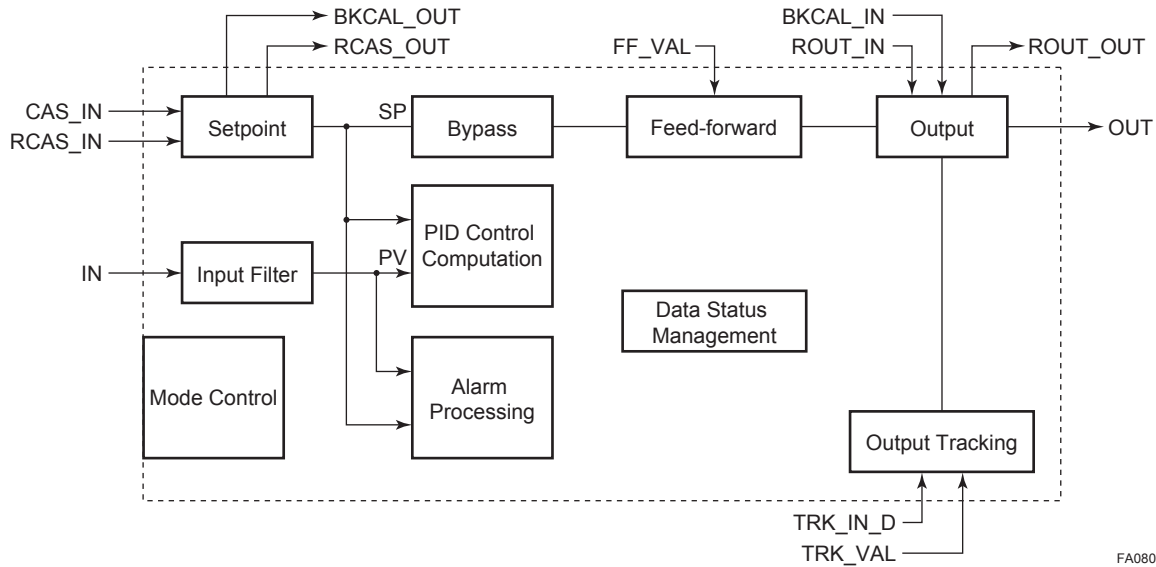 BKCAL_OUT
BKCAL_IN
RCAS_OUT
FF_VAL
ROUT_IN
ROUT_OUT
CAS_IN
RCAS_IN
Setpoint
SP
Bypass
Feed-forward
Output
OUT
IN
Input Filter
PV
PID Control
Computation
Data Status
Management
Mode Control
Alarm
Processing
Output Tracking
TRK_IN_D
TRK_VAL
FA080